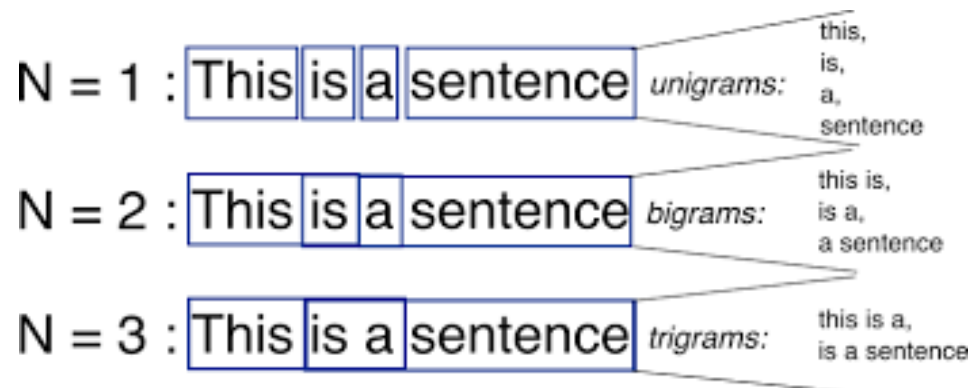 N = 1 : This is a sentence unigrams:
this,
is,
a,
sentence
N = 2 : This is a sentence bigrams:
this is,
is a,
a sentence
N = 3 : This is a sentence trigrams:
this is a,
is a sentence